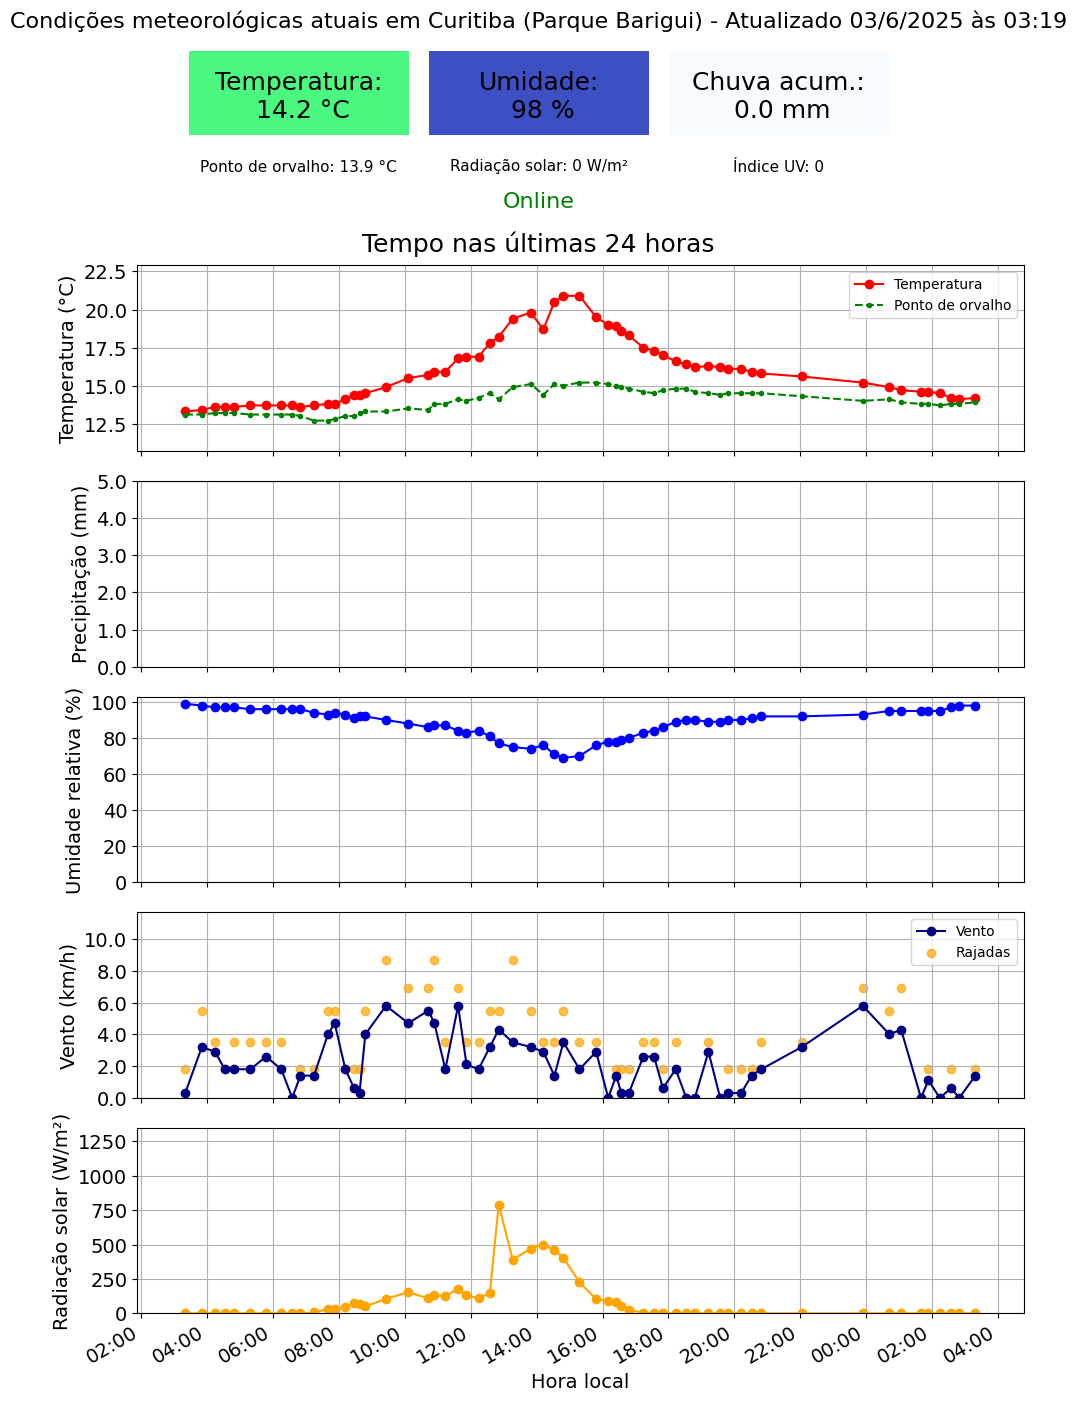 Condições meteorológicas atuais em Curitiba (Parque Barigui) - Atualizado 03/6/2025 às 03:19
Temperatura:
14.2 °C
Umidade:
98 %
Chuva acum.:
0.0 mm
Ponto de orvalho: 13.9 °C
Radiação solar: 0 W/m²
Índice UV: 0
Online
Tempo nas últimas 24 horas
Temperatura (°C)
22.5
20.0
17.5
15.0
12.5
Temperatura
Ponto de orvalho
Precipitação (mm)
5.0
4.0
3.0
2.0
1.0
0.0
Umidade relativa (%)
100
80
60
40
20
0
Vento (km/h)
10.0
8.0
6.0
4.0
2.0
0.0
Vento
Rajadas
Radiação solar (W/m²)
1250
1000
750
500
250
0
02:00
04:00
06:00
08:00
10:00
12:00
14:00
16:00
18:00
20:00
22:00
00:00
02:00
04:00
Hora local